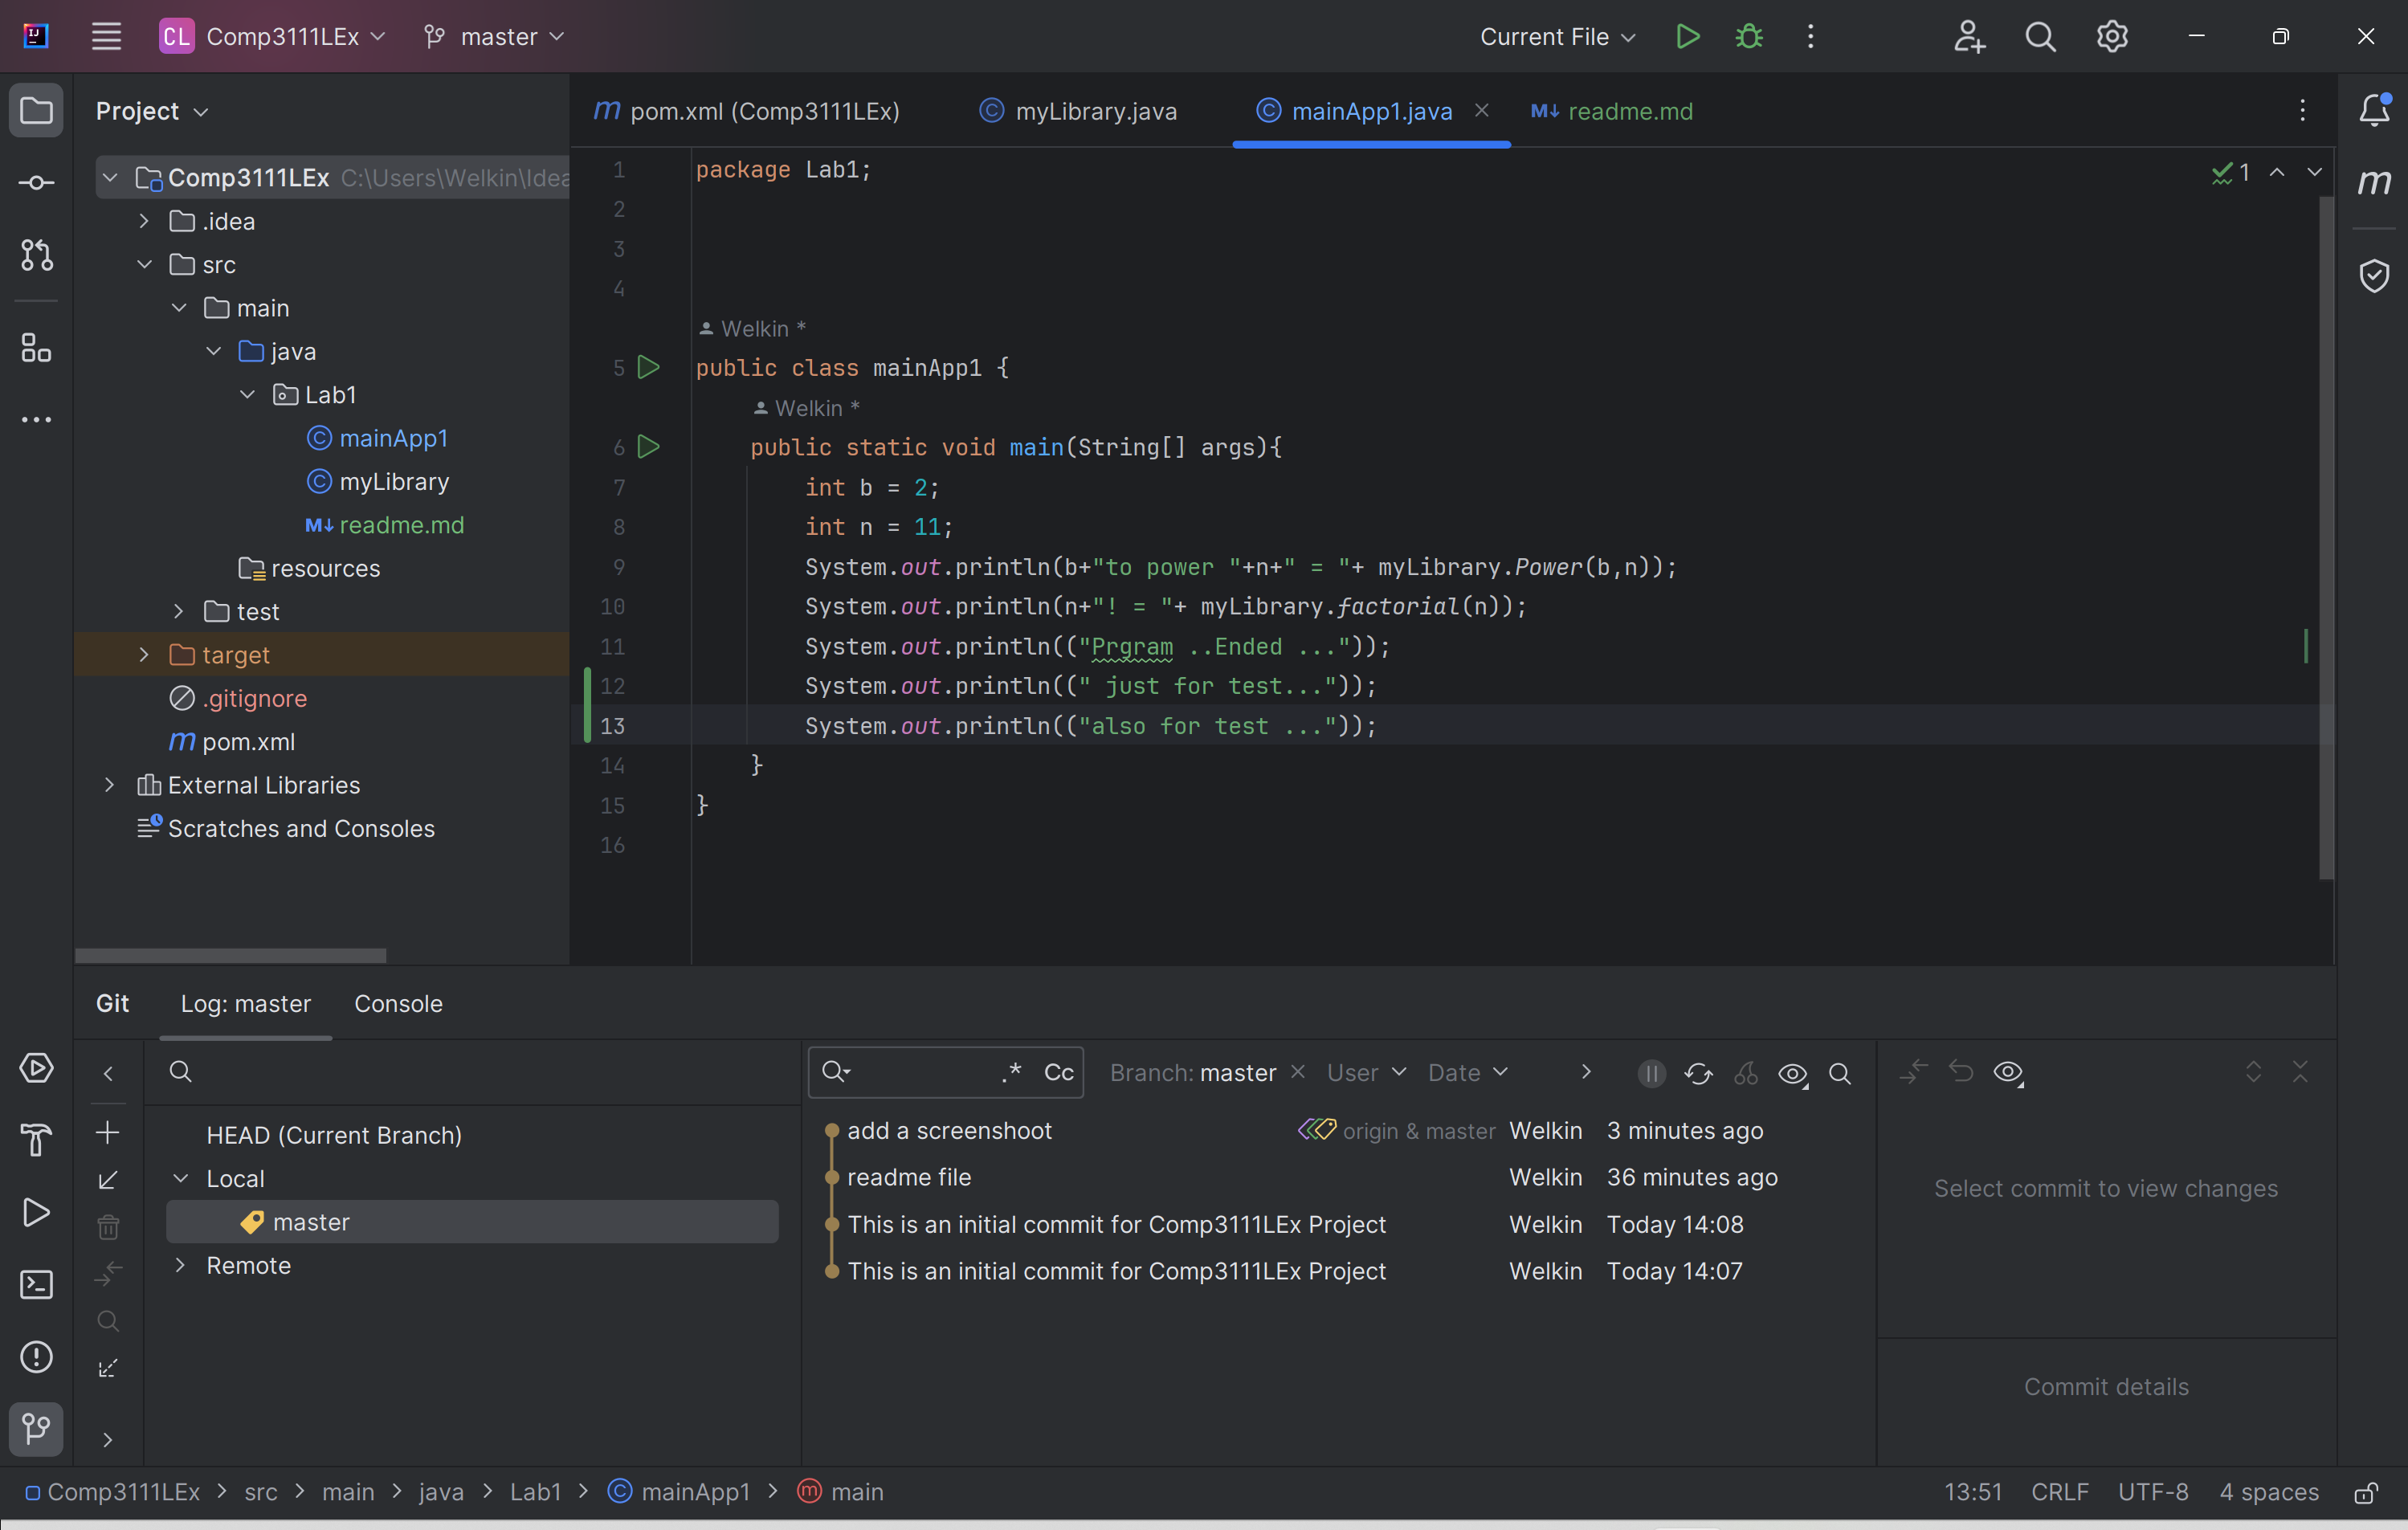 CL Comp3111LEx master Current File
Project
Comp3111LEx C:\Users\Welkin\Idea
.idea
src
main
java
Lab1
mainApp1
myLibrary
M↓ readme.md
resources
test
target
.gitignore
m pom.xml
External Libraries
Scratches and Consoles
m pom.xml (Comp3111LEx) myLibrary.java mainApp1.java M↓ readme.md
1 package Lab1;
2
3
4
Welkin *
5 public class mainApp1 {
Welkin *
6 public static void main(String[] args){
7 int b = 2;
8 int n = 11;
9 System.out.println(b+"to power "+n+" = "+ myLibrary.Power(b,n));
10 System.out.println(n+"! = "+ myLibrary.factorial(n));
11 System.out.println(("Prgram ..Ended ..."));
12 System.out.println((" just for test..."));
13 System.out.println(("also for test ..."));
14 }
15 }
16
1
m
Git Log: master Console
HEAD (Current Branch)
Local
master
Remote
.* Cc Branch: master User Date
add a screenshoot origin & master Welkin 3 minutes ago
readme file Welkin 36 minutes ago
This is an initial commit for Comp3111LEx Project Welkin Today 14:08
This is an initial commit for Comp3111LEx Project Welkin Today 14:07
Select commit to view changes
Commit details
Comp3111LEx > src > main > java > Lab1 > mainApp1 > main 13:51 CRLF UTF-8 4 spaces